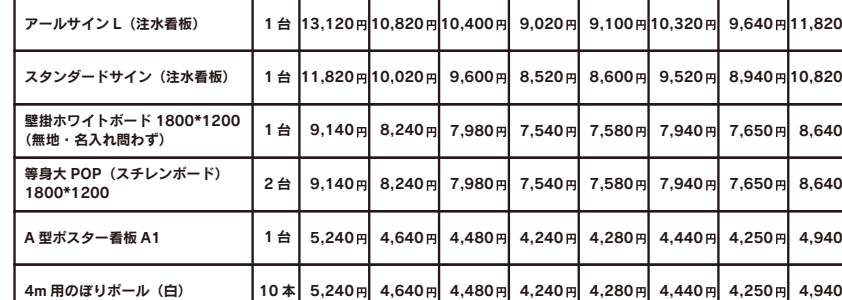 アールサイン L（注水看板） 1 台 13,120円 10,820円 10,400円 9,020円 9,100円 10,320円 9,640円 11,820
スタンダードサイン（注水看板） 1 台 11,820円 10,020円 9,600円 8,520円 8,600円 9,520円 8,940円 10,820
壁掛ホワイトボード 1800*1200
（無地・名入れ問わず） 1 台 9,140円 8,240円 7,980円 7,540円 7,580円 7,940円 7,650円 8,640
等身大 POP（スチレンボード）
1800*1200 2 台 9,140円 8,240円 7,980円 7,540円 7,580円 7,940円 7,650円 8,640
A 型ポスター看板 A1 1 台 5,240円 4,640円 4,480円 4,240円 4,280円 4,440円 4,250円 4,940
4m 用のぼりポール（白） 10 本 5,240円 4,640円 4,480円 4,240円 4,280円 4,440円 4,250円 4,940